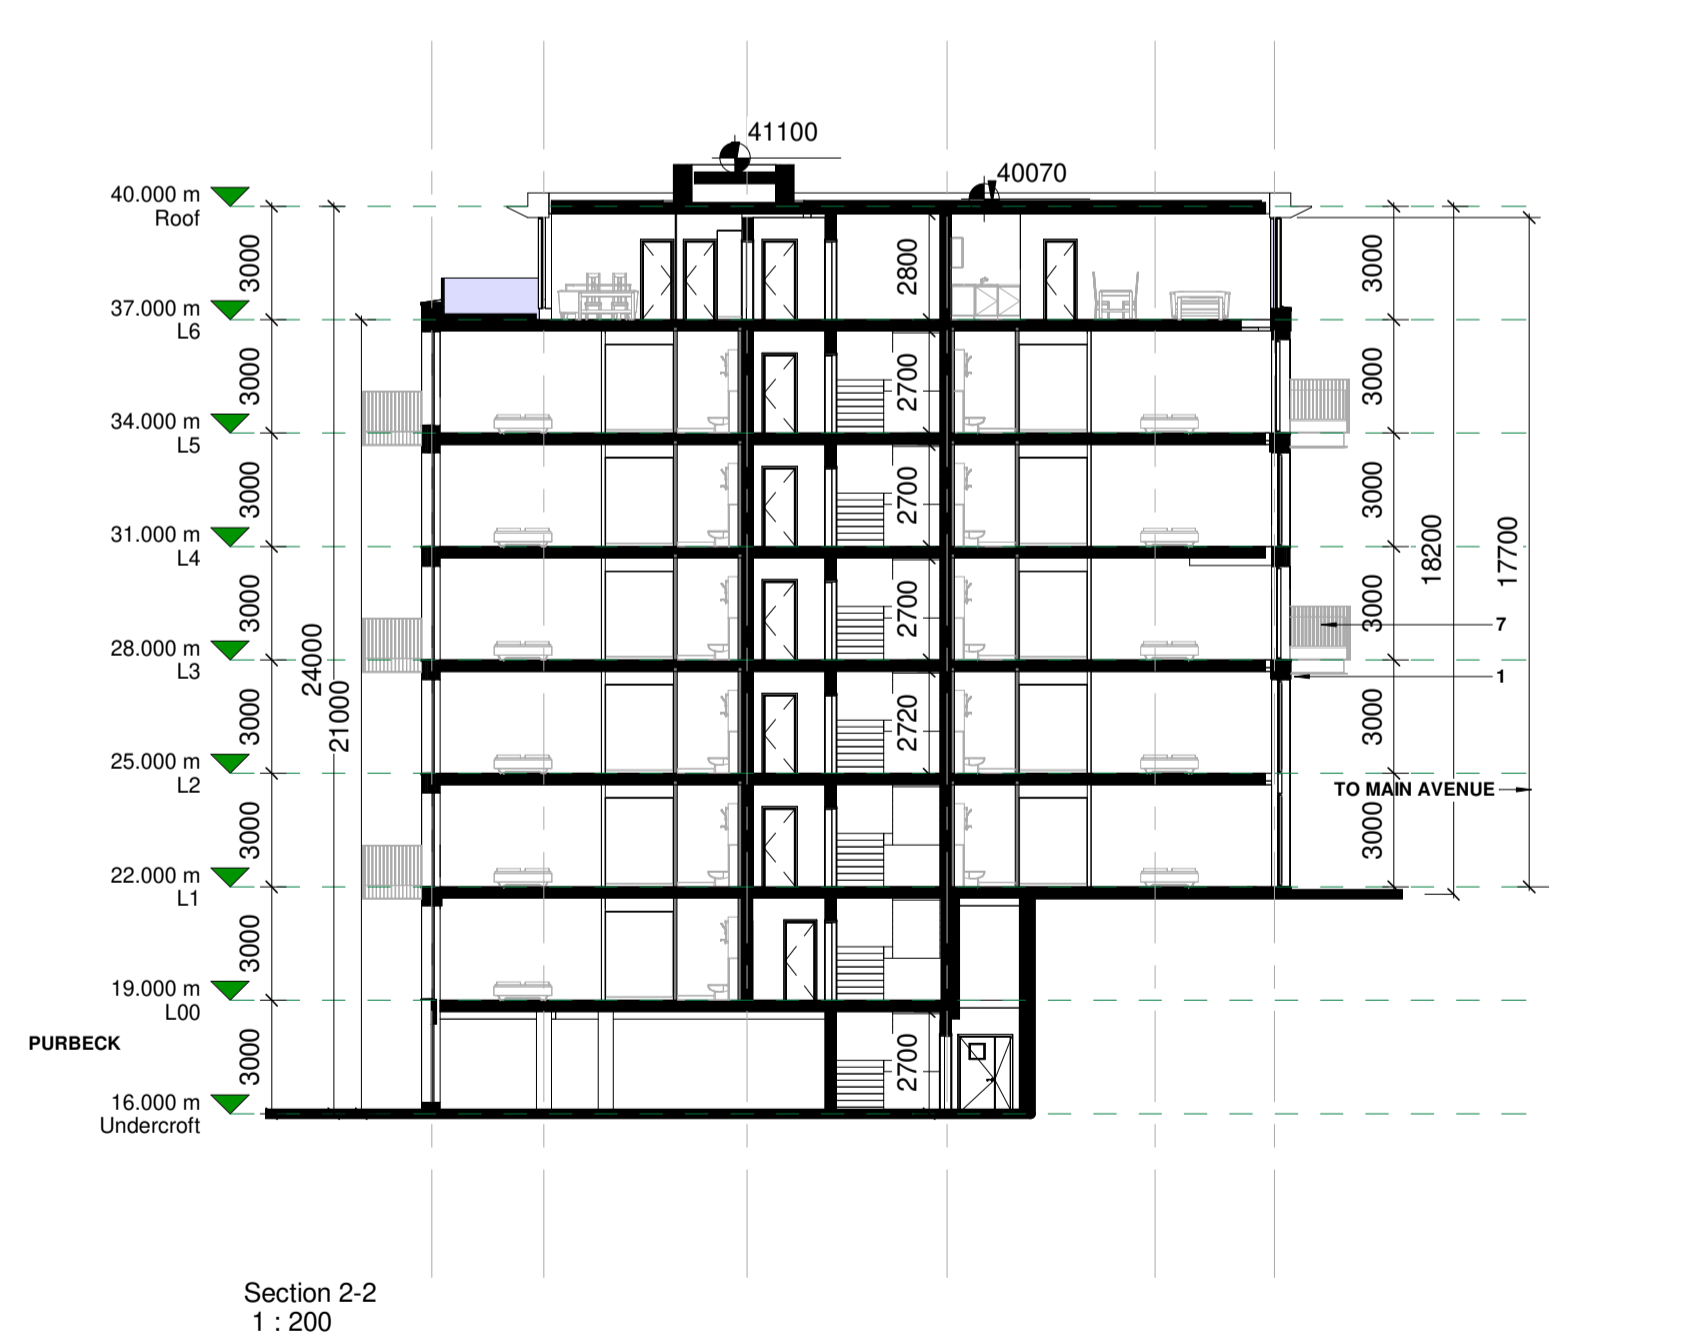 41100
40070
40.000 m
Roof
3000
2800
3000
37.000 m
L6
3000
2700
3000
34.000 m
L5
3000
2700
3000
31.000 m
L4
3000
2700
3000
18200
17700
7
28.000 m
L3
24000
21000
3000
2720
3000
1
25.000 m
L2
TO MAIN AVENUE
3000
3000
22.000 m
L1
3000
19.000 m
L00
PURBECK
3000
2700
16.000 m
Undercroft
Section 2-2
1 : 200